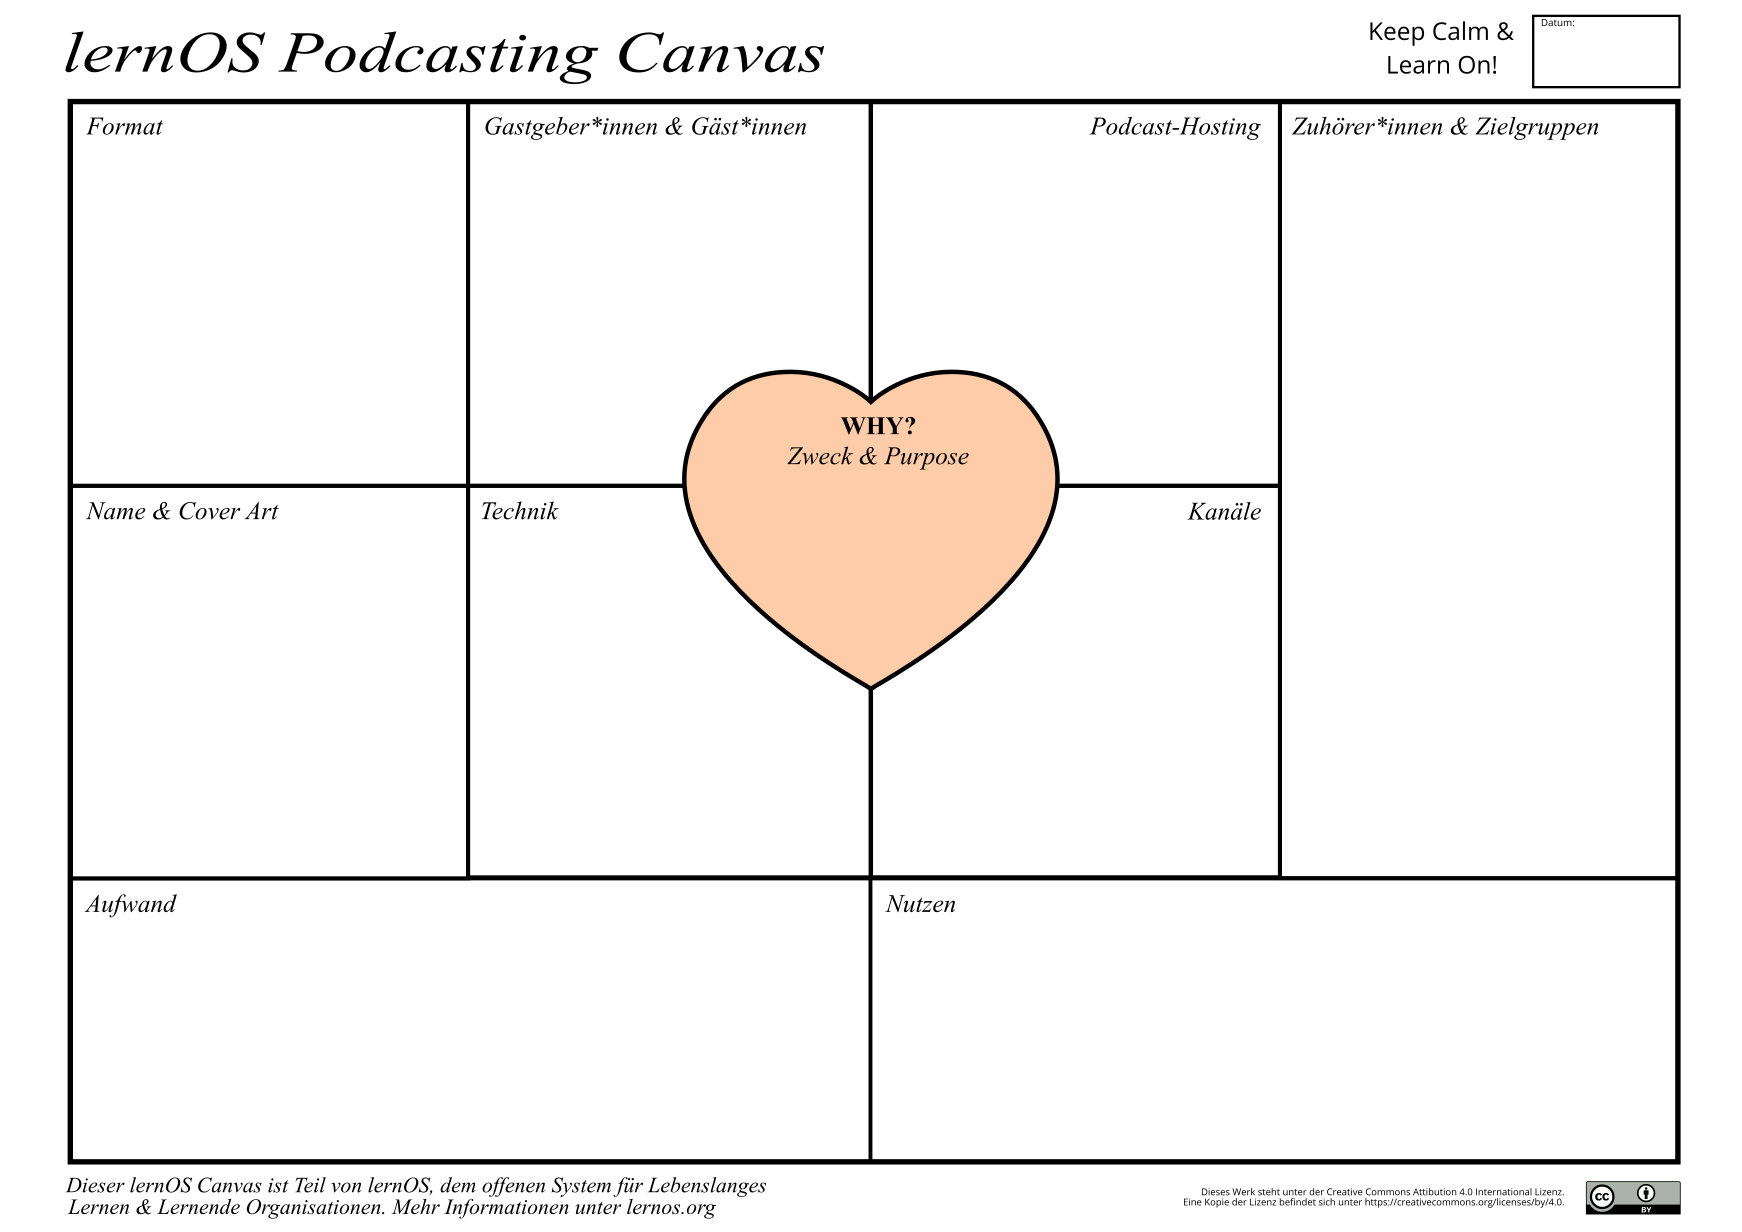 lernOS Podcasting Canvas
Keep Calm &
Learn On!
Datum:
Format
Gastgeber*innen & Gäst*innen
Podcast-Hosting
Zuhörer*innen & Zielgruppen
WHY?
Zweck & Purpose
Name & Cover Art
Technik
Kanäle
Aufwand
Nutzen
Dieser lernOS Canvas ist Teil von lernOS, dem offenen System für Lebenslanges
Lernen & Lernende Organisationen. Mehr Informationen unter lernos.org
Dieses Werk steht unter der Creative Commons Attibution 4.0 International Lizenz.
Eine Kopie der Lizenz befindet sich unter https://creativecommons.org/licenses/by/4.0.
cc
BY